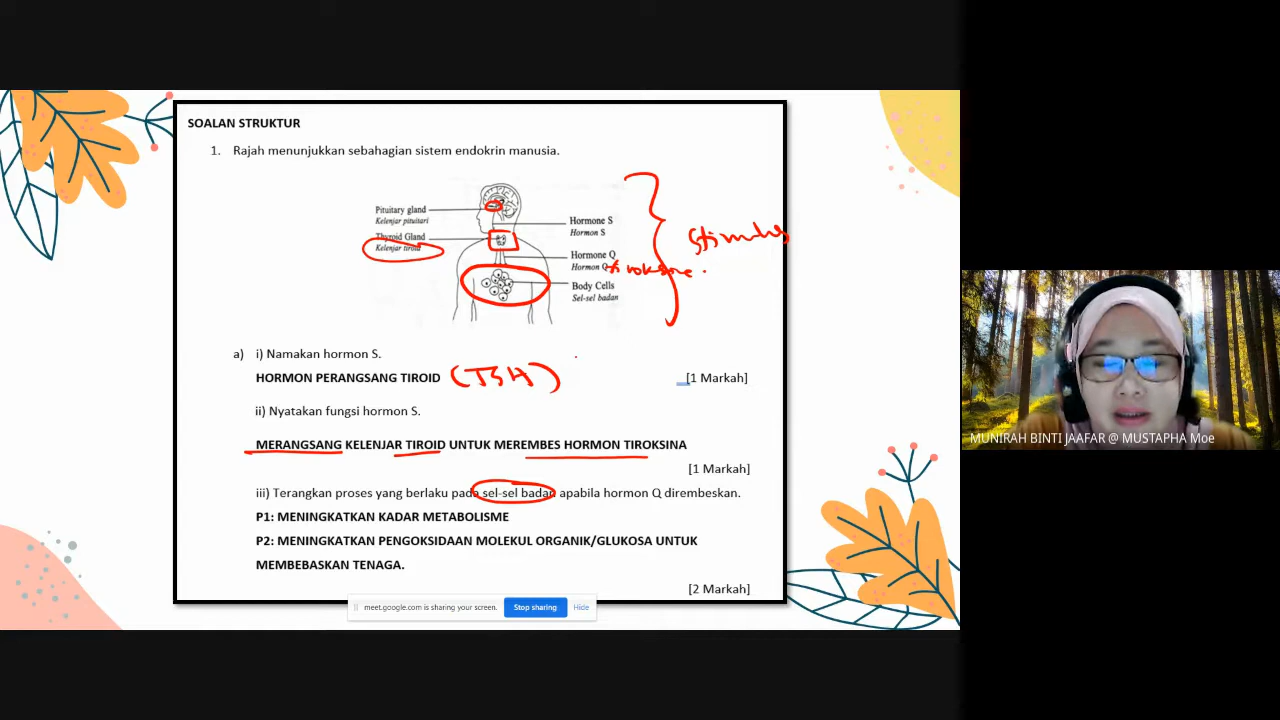 SOALAN STRUKTUR
1. Rajah menunjukkan sebahagian sistem endokrin manusia.
Pituitary gland
Kelenjar pituitari
Thyroid Gland
Kelenjar tiroid
Hormone S
Hormon S
Hormone Q
Hormon Q tiroksina.
Body Cells
Sel-sel badan
a) i) Namakan hormon S.
HORMON PERANGSANG TIROID (TSH)
[1 Markah]
ii) Nyatakan fungsi hormon S.
MERANGSANG KELENJAR TIROID UNTUK MEREMBES HORMON TIROKSINA
[1 Markah]
iii) Terangkan proses yang berlaku pada sel-sel badan apabila hormon Q dirembeskan.
P1: MENINGKATKAN KADAR METABOLISME
P2: MENINGKATKAN PENGOKSIDAAN MOLEKUL ORGANIK/GLUKOSA UNTUK
MEMBEBASKAN TENAGA.
[2 Markah]
meet.google.com is sharing your screen. Stop sharing Hide
MUNIRAH BINTI JAAFAR @ MUSTAPHA Moe